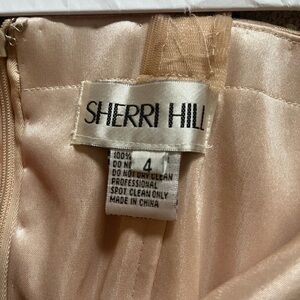 SHERRI HILL
100%
4
DO NOT DRY CLEAN
PROFESSIONAL
SPOT CLEAN ONLY
MADE IN CHINA